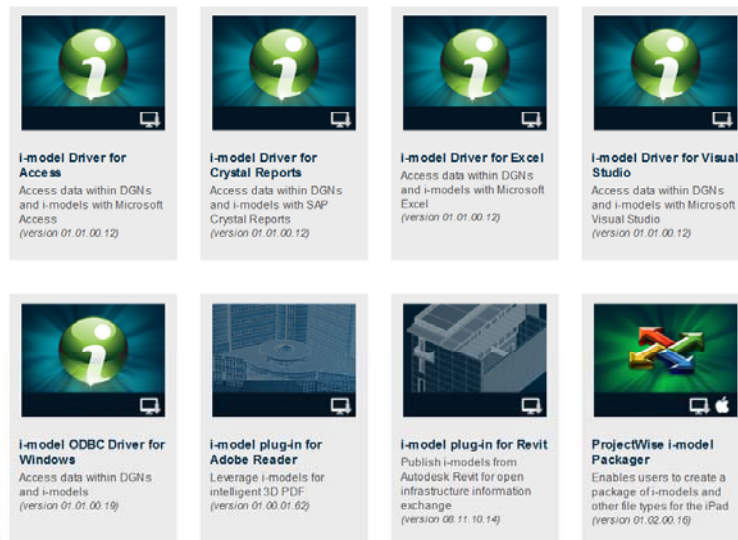 i-model Driver for
Access
Access data within DGNs
and i-models with Microsoft
Access
(version 01.01.00.12)
i-model Driver for
Crystal Reports
Access data within DGNs
and i-models with SAP
Crystal Reports
(version 01.01.00.12)
i-model Driver for Excel
Access data within DGNs
and i-models with Microsoft
Excel
(version 01.01.00.12)
i-model Driver for Visual
Studio
Access data within DGNs
and i-models with Microsoft
Visual Studio
(version 01.01.00.12)
i-model ODBC Driver for
Windows
Access data within DGNs
and i-models
(version 01.01.00.19)
i-model plug-in for
Adobe Reader
Leverage i-models for
intelligent 3D PDF
(version 01.00.01.62)
i-model plug-in for Revit
Publish i-models from
Autodesk Revit for open
infrastructure information
exchange
(version 08.11.10.14)
ProjectWise i-model
Packager
Enables users to create a
package of i-models and
other file types for the iPad
(version 01.02.00.16)